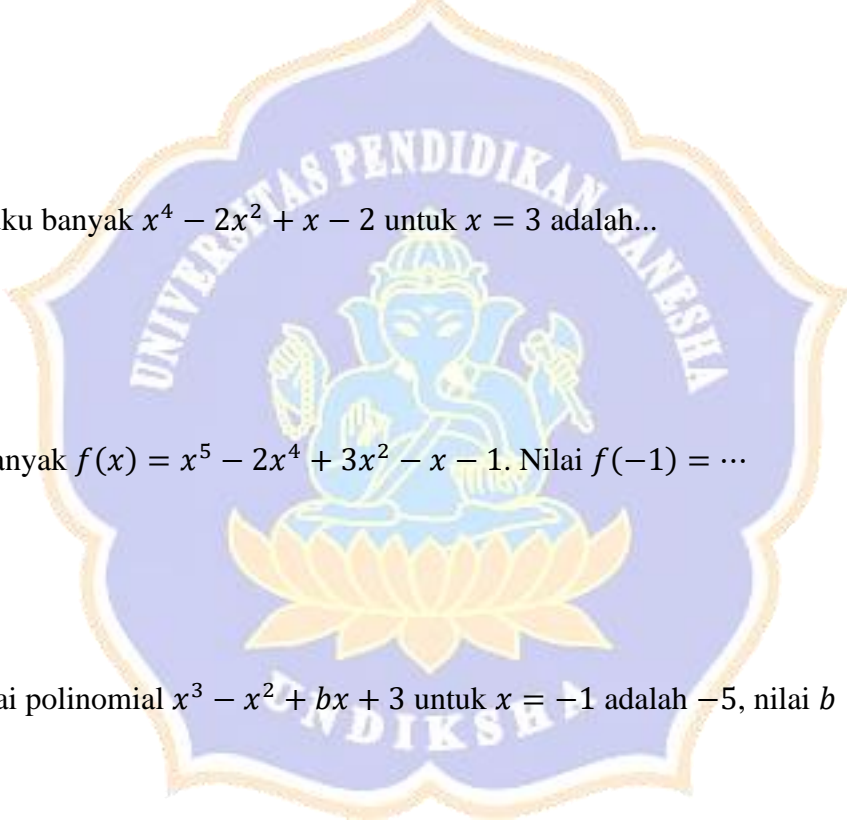 UNIVERSITAS PENDIDIKAN GANESHA
ku banyak 𝑥⁴ − 2𝑥² + 𝑥 − 2 untuk 𝑥 = 3 adalah...
anyak 𝑓(𝑥) = 𝑥⁵ − 2𝑥⁴ + 3𝑥² − 𝑥 − 1. Nilai 𝑓(−1) = ⋯
ai polinomial 𝑥³ − 𝑥² + 𝑏𝑥 + 3 untuk 𝑥 = −1 adalah −5, nilai 𝑏
UNDIKSHA